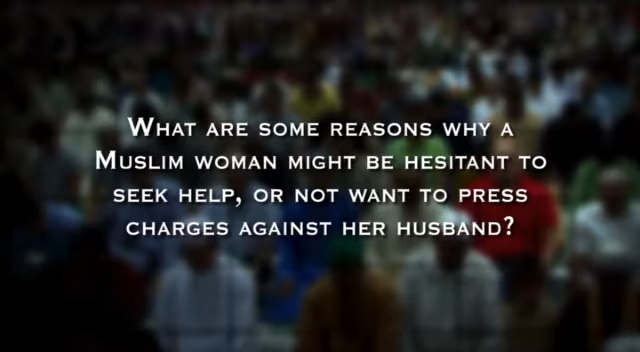 What are some reasons why a
Muslim woman might be hesitant to
seek help, or not want to press
charges against her husband?